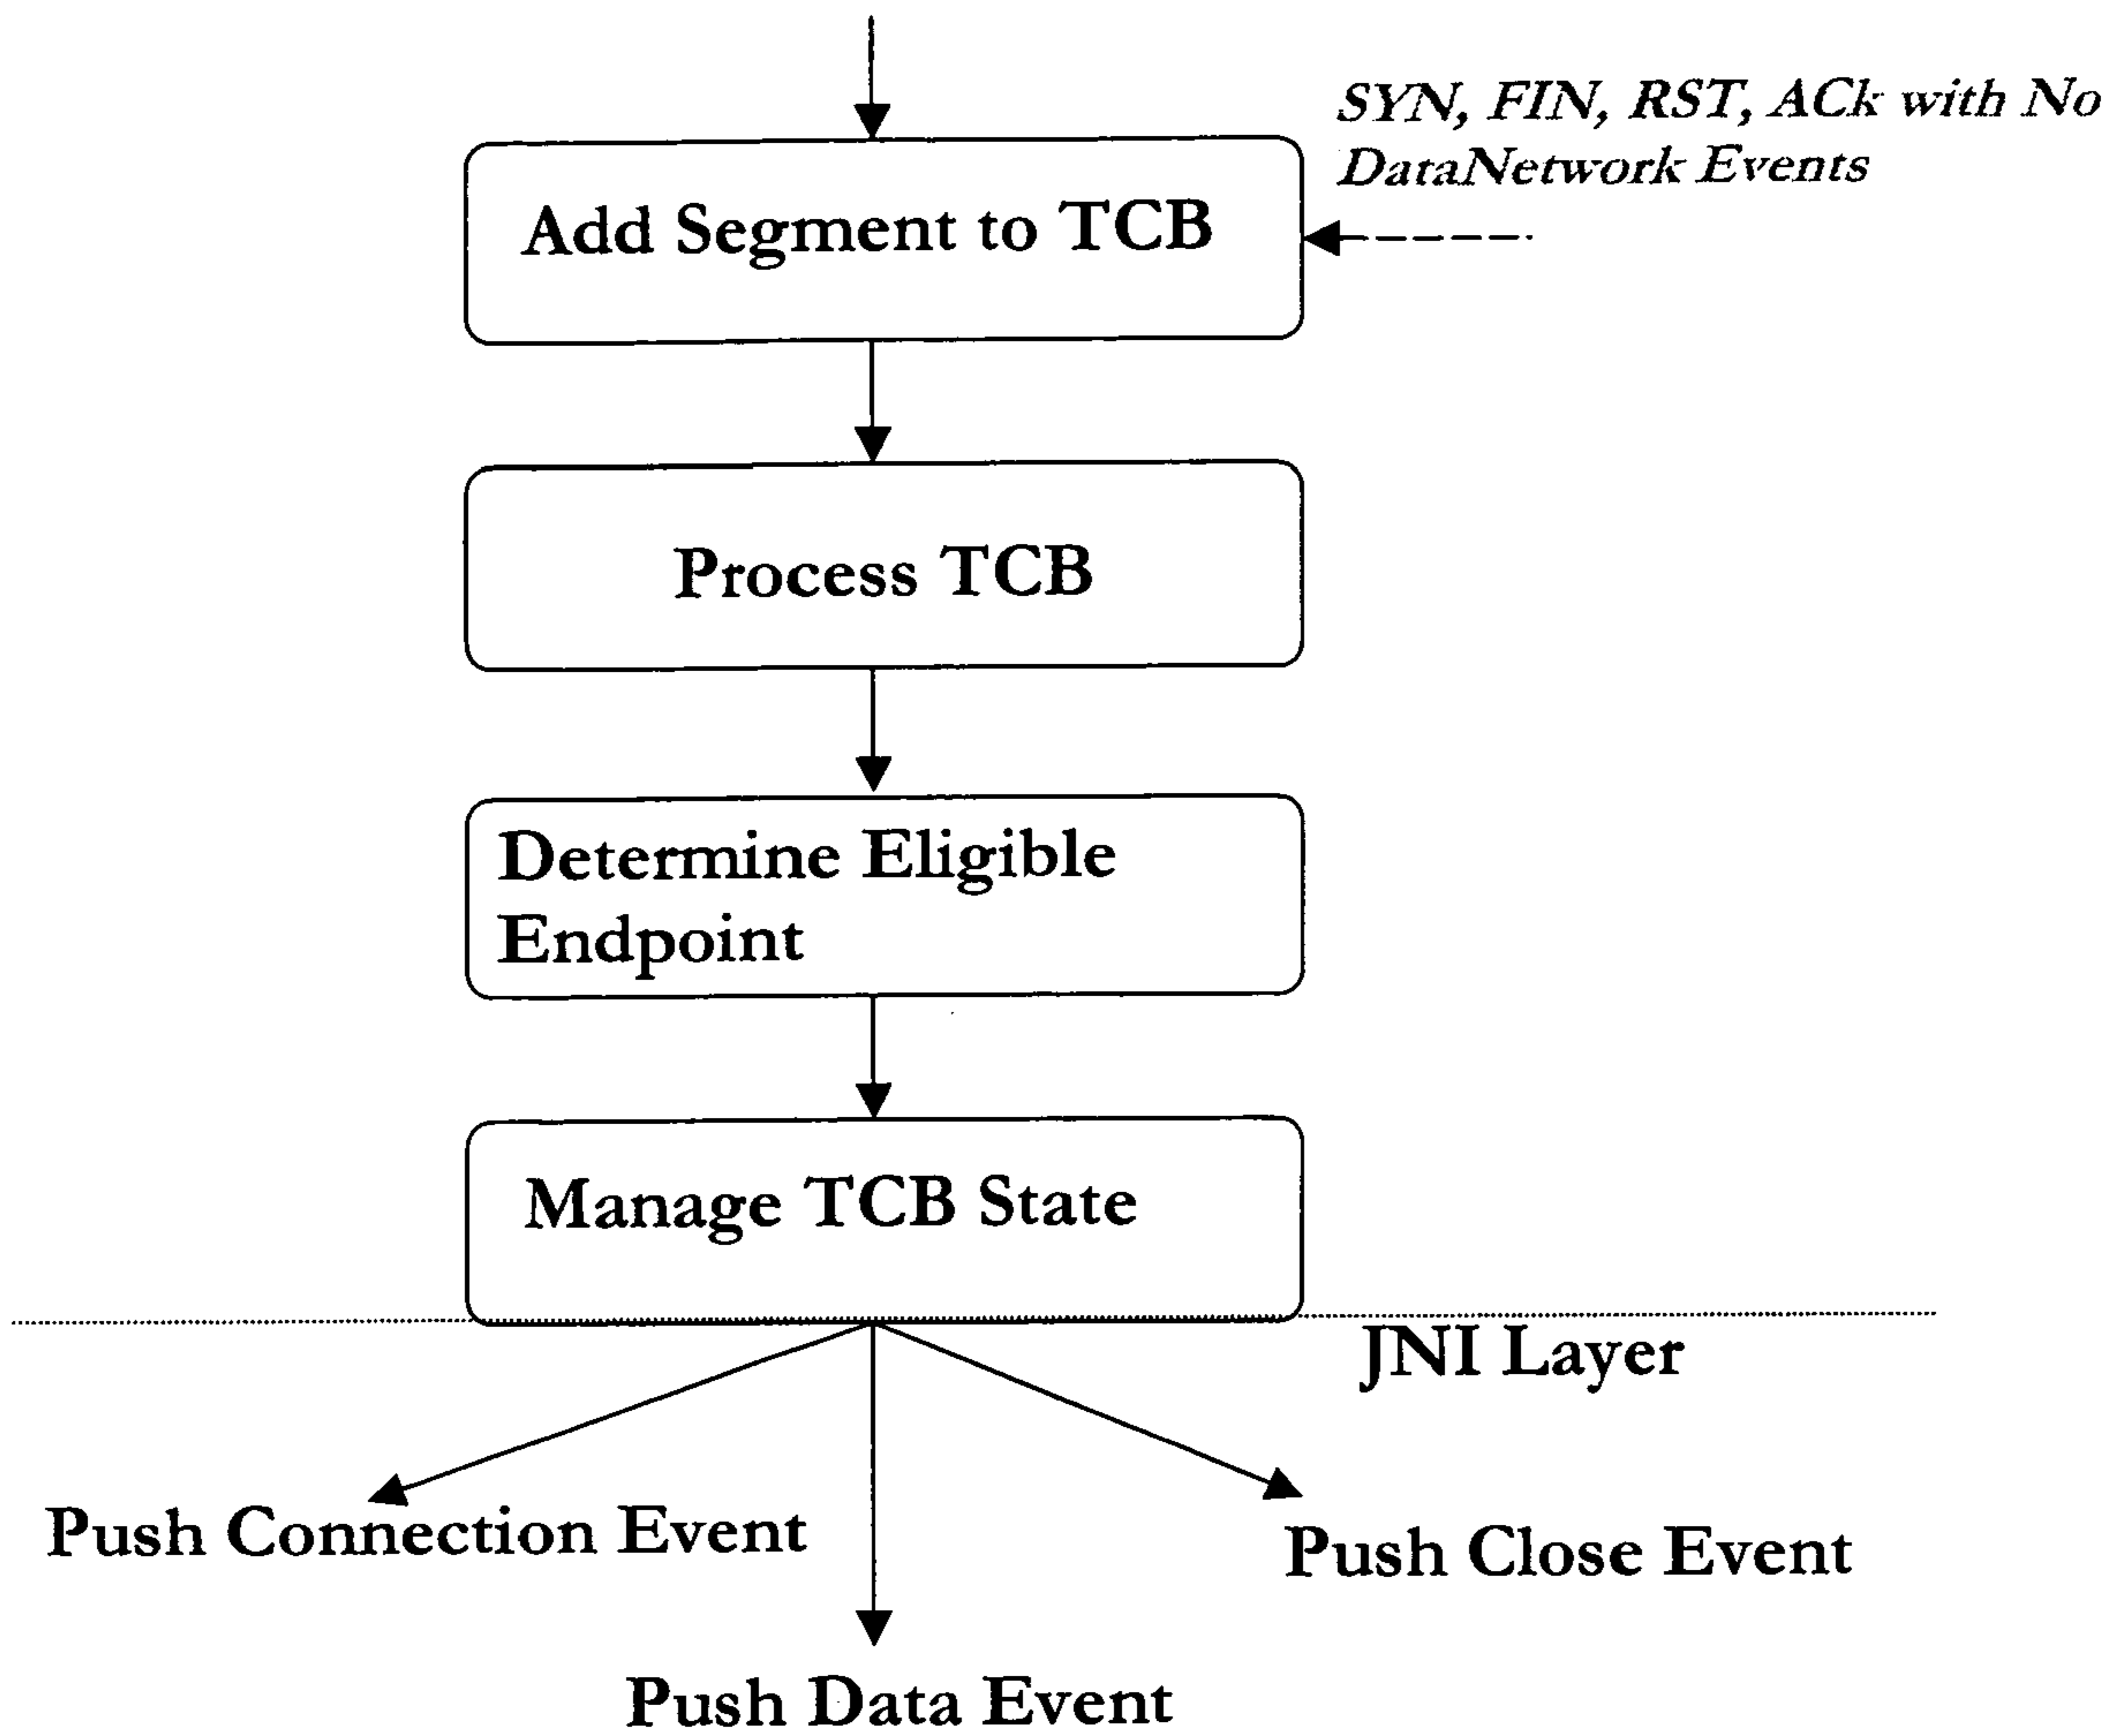 SYN, FIN, RST, ACk with No
DataNetwork Events
Add Segment to TCB
Process TCB
Determine Eligible
Endpoint
Manage TCB State
JNI Layer
Push Connection Event
Push Close Event
Push Data Event